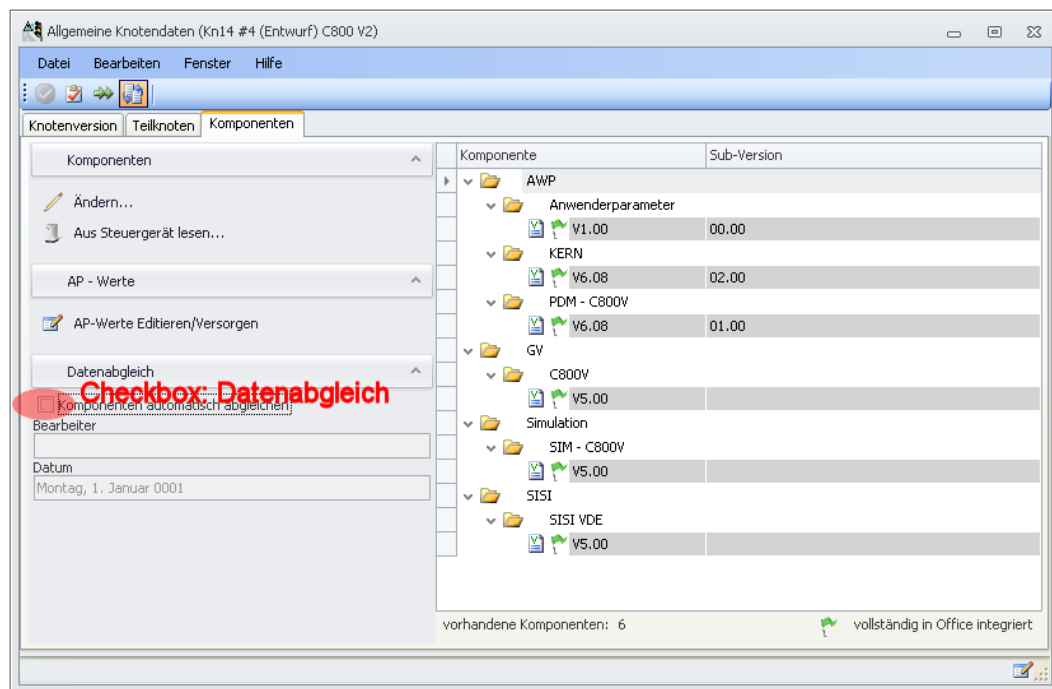 Allgemeine Knotendaten (Kn14 #4 (Entwurf) C800 V2)
Datei Bearbeiten Fenster Hilfe
Knotenversion Teilknoten Komponenten
Komponenten
Ändern...
Aus Steuergerät lesen...
AP - Werte
AP-Werte Editieren/Versorgen
Datenabgleich
Checkbox: Datenabgleich
Komponenten automatisch abgleichen
Bearbeiter
Datum
Montag, 1. Januar 0001
Komponente Sub-Version
AWP
Anwenderparameter
V1.00 00.00
KERN
V6.08 02.00
PDM - C800V
V6.08 01.00
GV
C800V
V5.00
Simulation
SIM - C800V
V5.00
SISI
SISI VDE
V5.00
vorhandene Komponenten: 6 vollständig in Office integriert